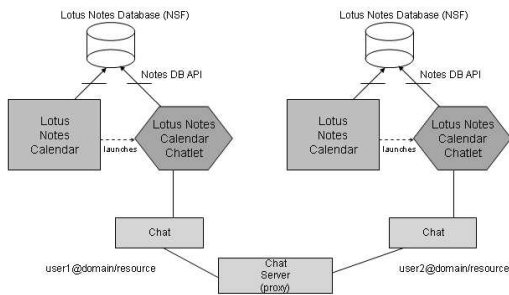 Lotus Notes Database (NSF)
Lotus Notes Database (NSF)
Notes DB API
Notes DB API
Lotus
Notes
Calendar
launches
Lotus Notes
Calendar
Chatlet
Lotus
Notes
Calendar
launches
Lotus Notes
Calendar
Chatlet
Chat
Chat
user1@domain/resource
Chat
Server
(proxy)
user2@domain/resource